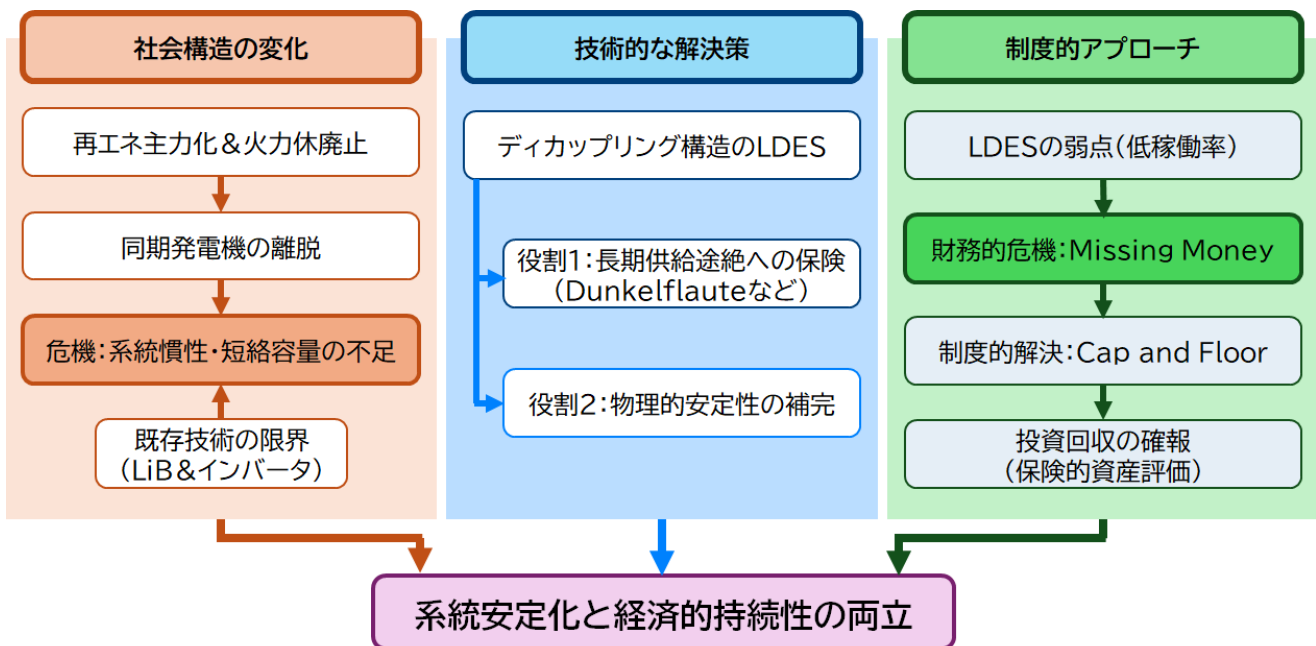 社会構造の変化
再エネ主力化＆火力休廃止
同期発電機の離脱
危機：系統慣性・短絡容量の不足
既存技術の限界
（LiB＆インバータ）
技術的な解決策
ディカップリング構造のLDES
役割1：長期供給途絶への保険
（Dunkelflauteなど）
役割2：物理的安定性の補完
制度的アプローチ
LDESの弱点（低稼働率）
財務的危機：Missing Money
制度的解決：Cap and Floor
投資回収の確報
（保険的資産評価）
系統安定化と経済的持続性の両立